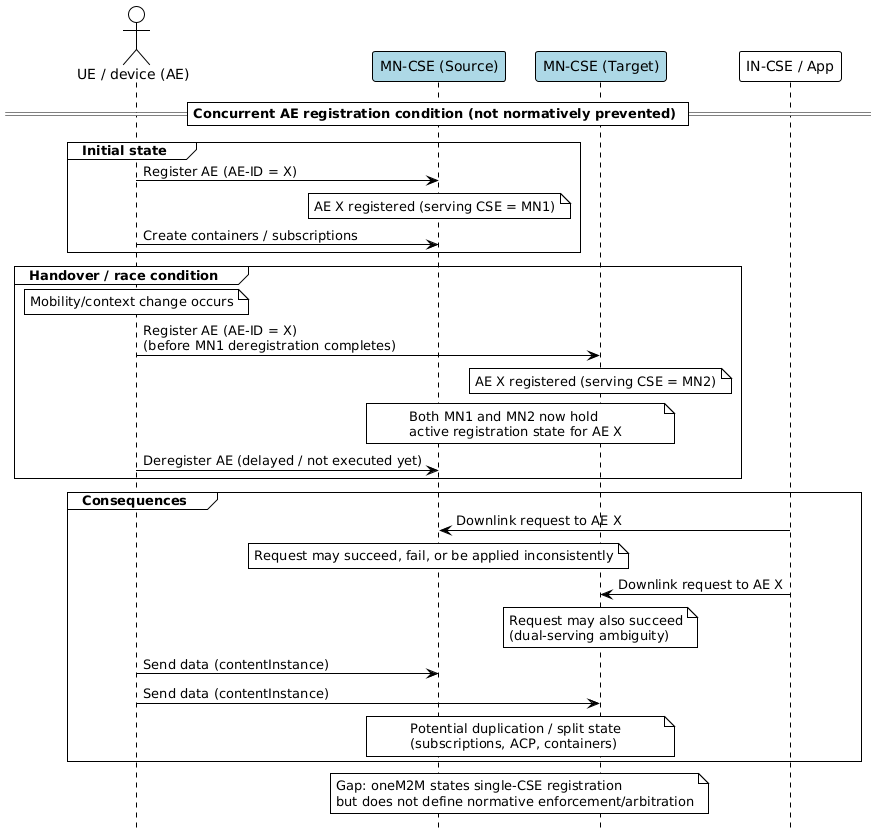 UE / device (AE)
MN-CSE (Source)
MN-CSE (Target)
IN-CSE / App
Concurrent AE registration condition (not normatively prevented)
Initial state
Register AE (AE-ID = X)
AE X registered (serving CSE = MN1)
Create containers / subscriptions
Handover / race condition
Mobility/context change occurs
Register AE (AE-ID = X)
(before MN1 deregistration completes)
AE X registered (serving CSE = MN2)
Both MN1 and MN2 now hold
active registration state for AE X
Deregister AE (delayed / not executed yet)
Consequences
Downlink request to AE X
Request may succeed, fail, or be applied inconsistently
Downlink request to AE X
Request may also succeed
(dual-serving ambiguity)
Send data (contentInstance)
Send data (contentInstance)
Potential duplication / split state
(subscriptions, ACP, containers)
Gap: oneM2M states single-CSE registration
but does not define normative enforcement/arbitration